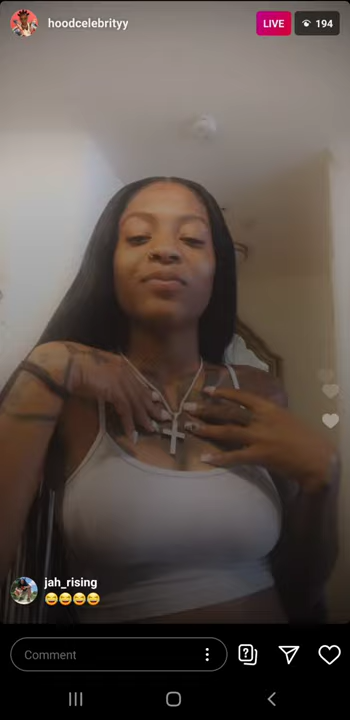 hoodcelebrityy
LIVE
194
jah_rising
😂😂😂😂
Comment